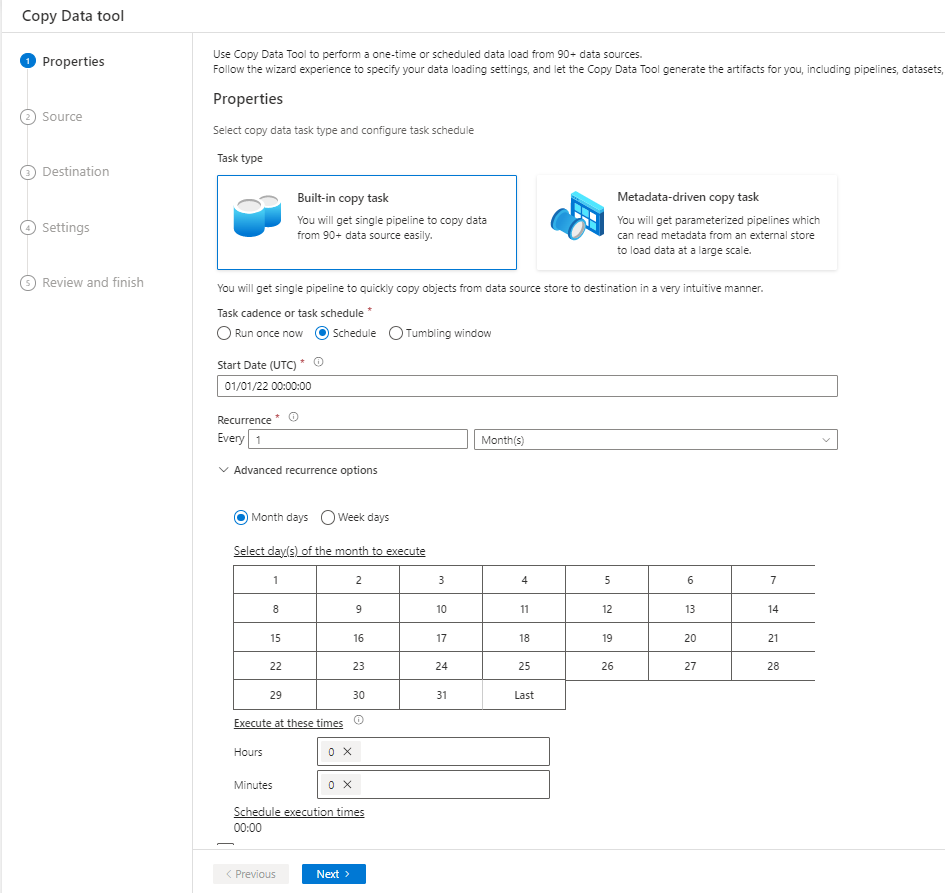 Copy Data tool
1 Properties
2 Source
3 Destination
4 Settings
5 Review and finish
Use Copy Data Tool to perform a one-time or scheduled data load from 90+ data sources.
Follow the wizard experience to specify your data loading settings, and let the Copy Data Tool generate the artifacts for you, including pipelines, datasets,
Properties
Select copy data task type and configure task schedule
Task type
Built-in copy task
You will get single pipeline to copy data
from 90+ data source easily.
Metadata-driven copy task
You will get parameterized pipelines which
can read metadata from an external store
to load data at a large scale.
You will get single pipeline to quickly copy objects from data source store to destination in a very intuitive manner.
Task cadence or task schedule *
Run once now Schedule Tumbling window
Start Date (UTC) *
01/01/22 00:00:00
Recurrence *
Every 1 Month(s)
Advanced recurrence options
Month days Week days
Select day(s) of the month to execute
1 2 3 4 5 6 7
8 9 10 11 12 13 14
15 16 17 18 19 20 21
22 23 24 25 26 27 28
29 30 31 Last
Execute at these times
Hours 0
Minutes 0
Schedule execution times
00:00
< Previous Next >